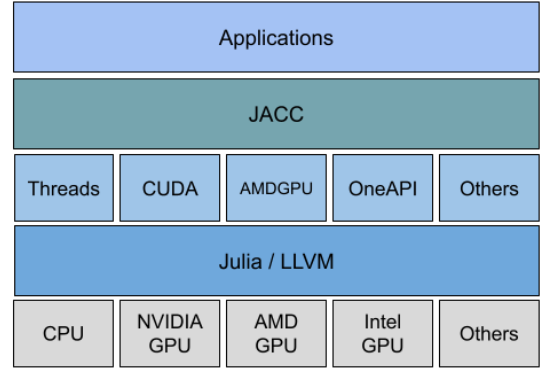 Applications
JACC
Threads CUDA AMDGPU OneAPI Others
Julia / LLVM
CPU
NVIDIA
GPU
AMD
GPU
Intel
GPU
Others